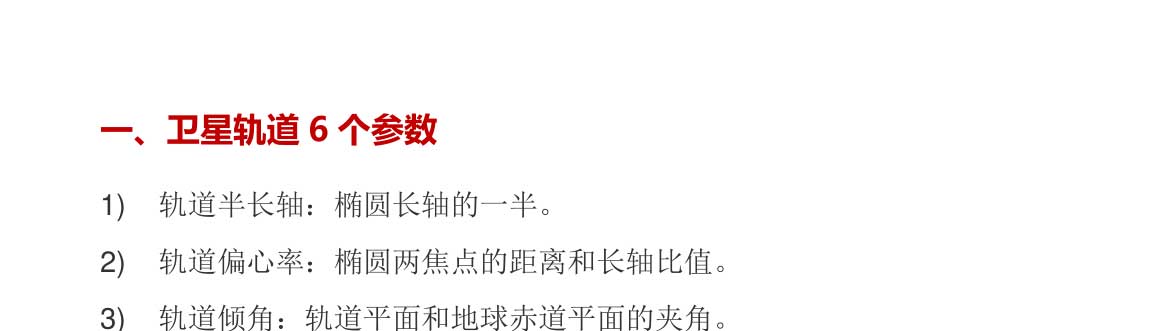 一、卫星轨道 6 个参数
1) 轨道半长轴：椭圆长轴的一半。
2) 轨道偏心率：椭圆两焦点的距离和长轴比值。
3) 轨道倾角：轨道平面和地球赤道平面的夹角。